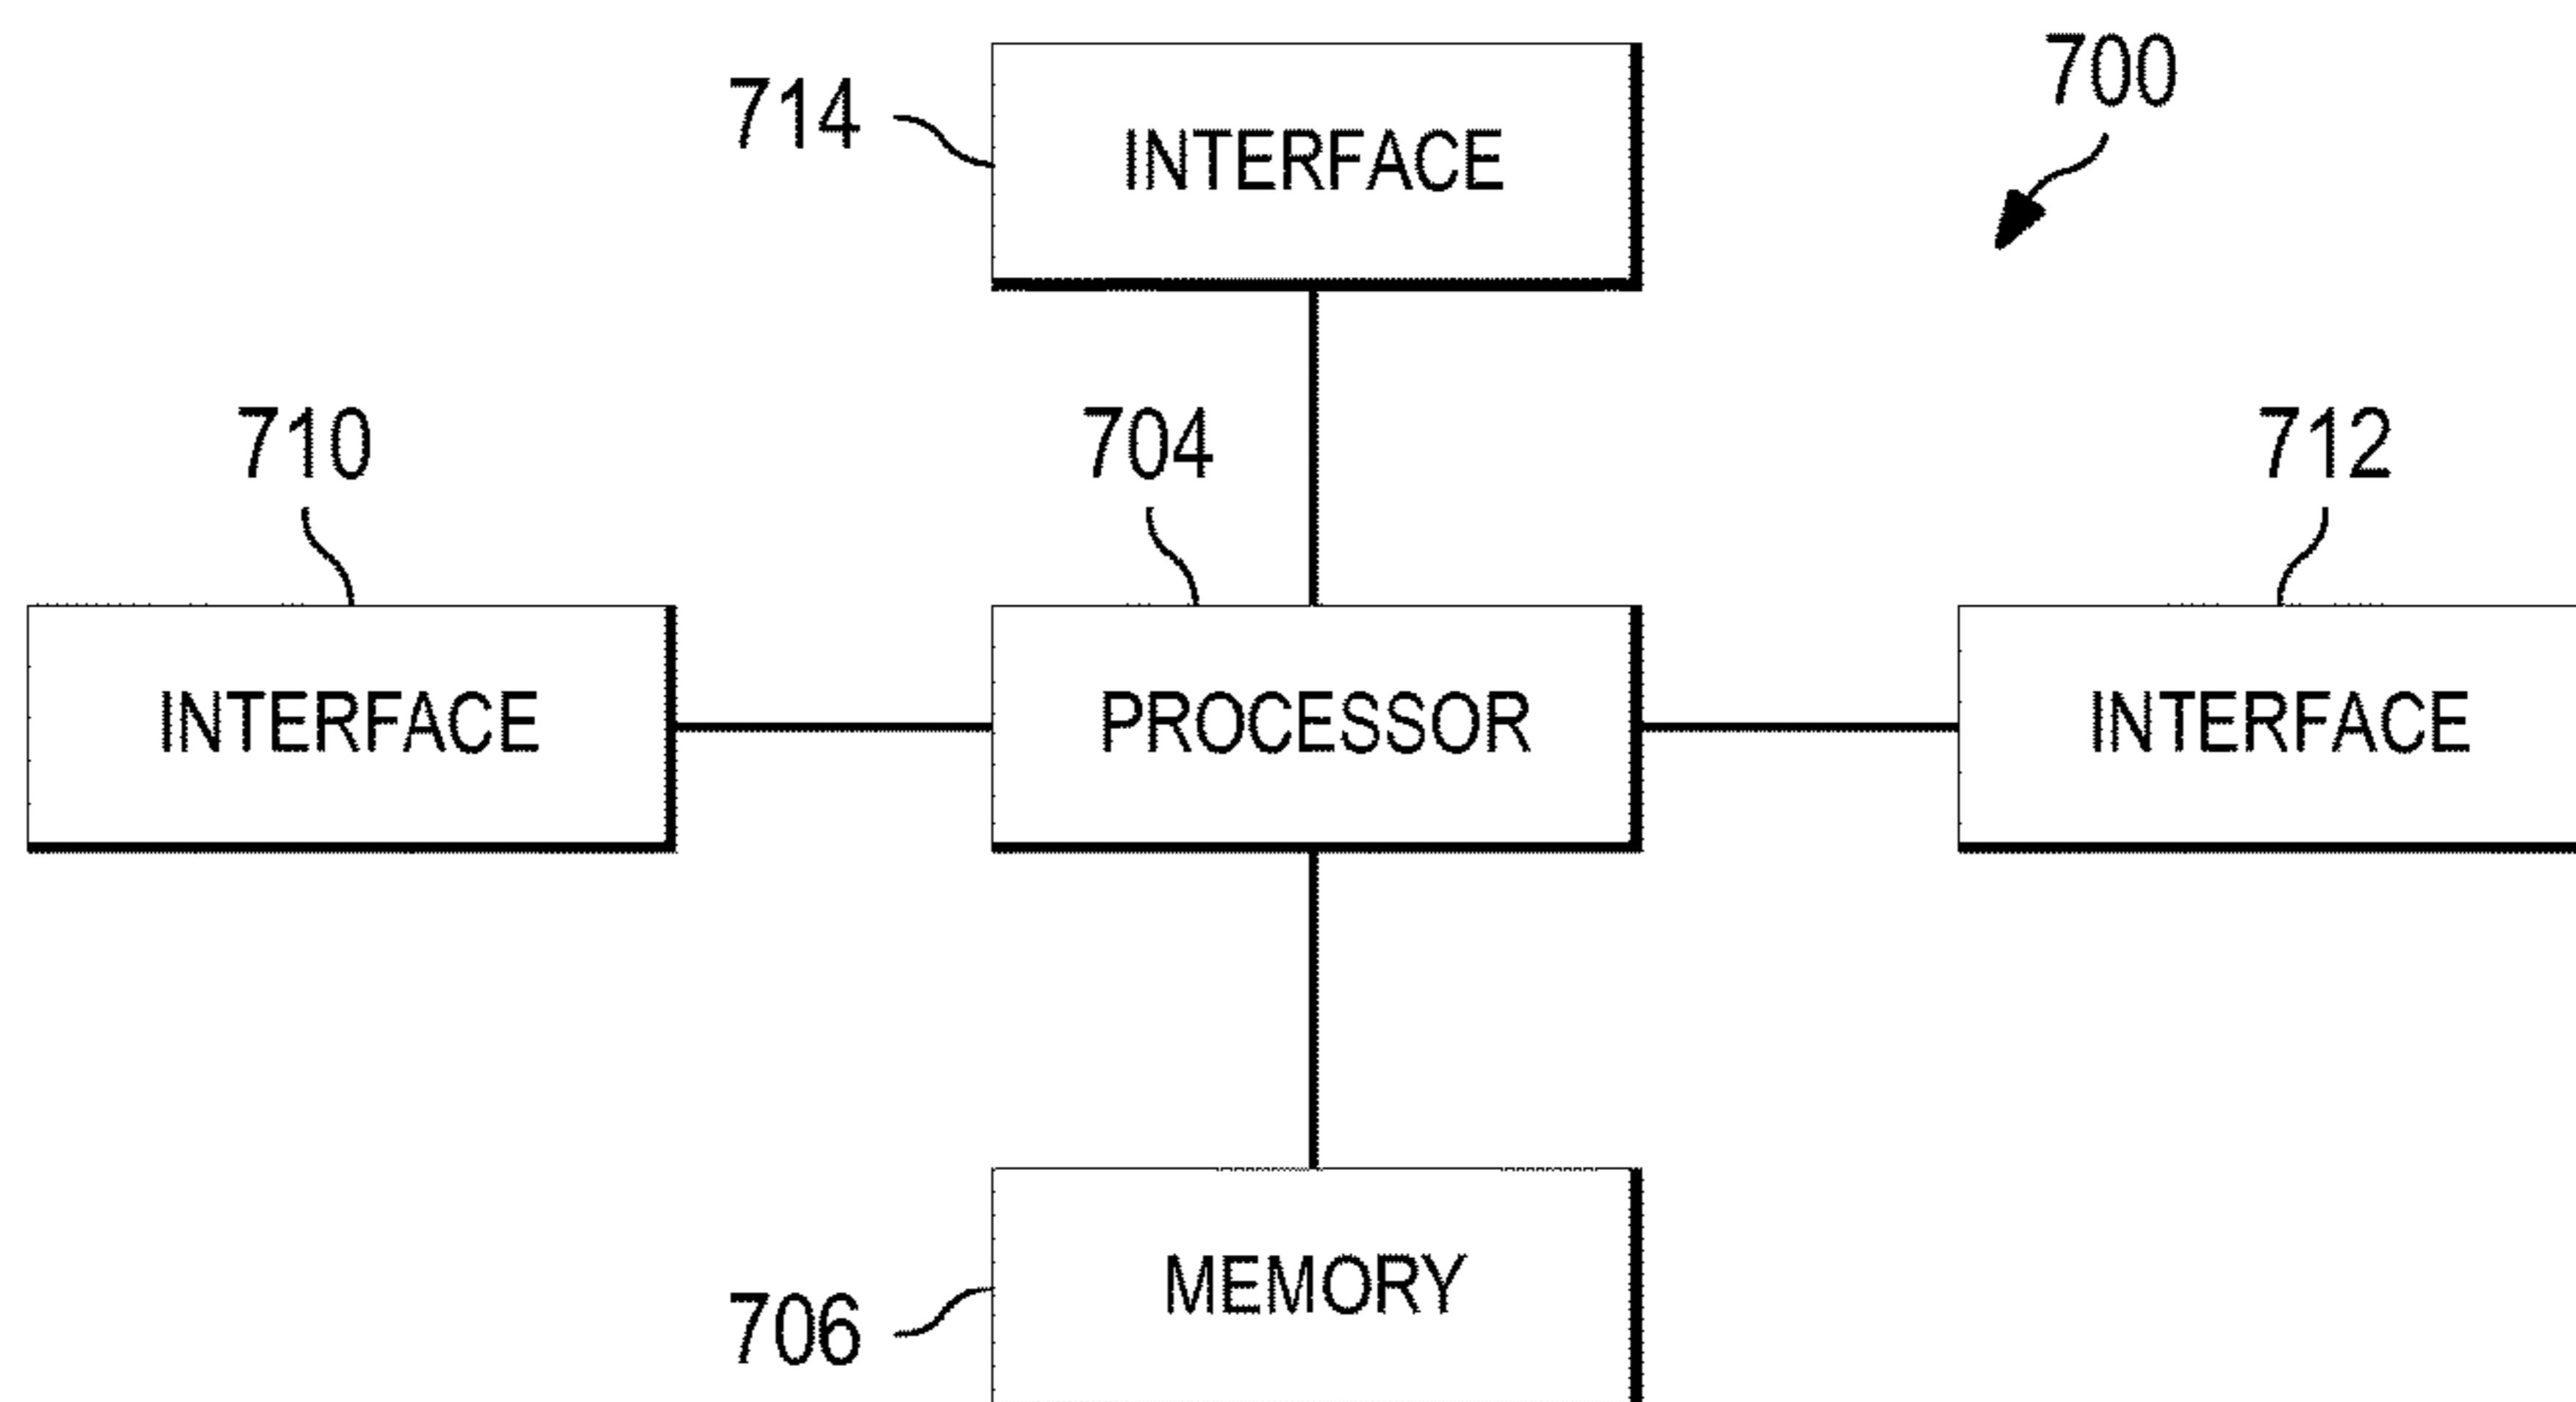 700
714
INTERFACE
710
704
712
INTERFACE
PROCESSOR
INTERFACE
MEMORY
706